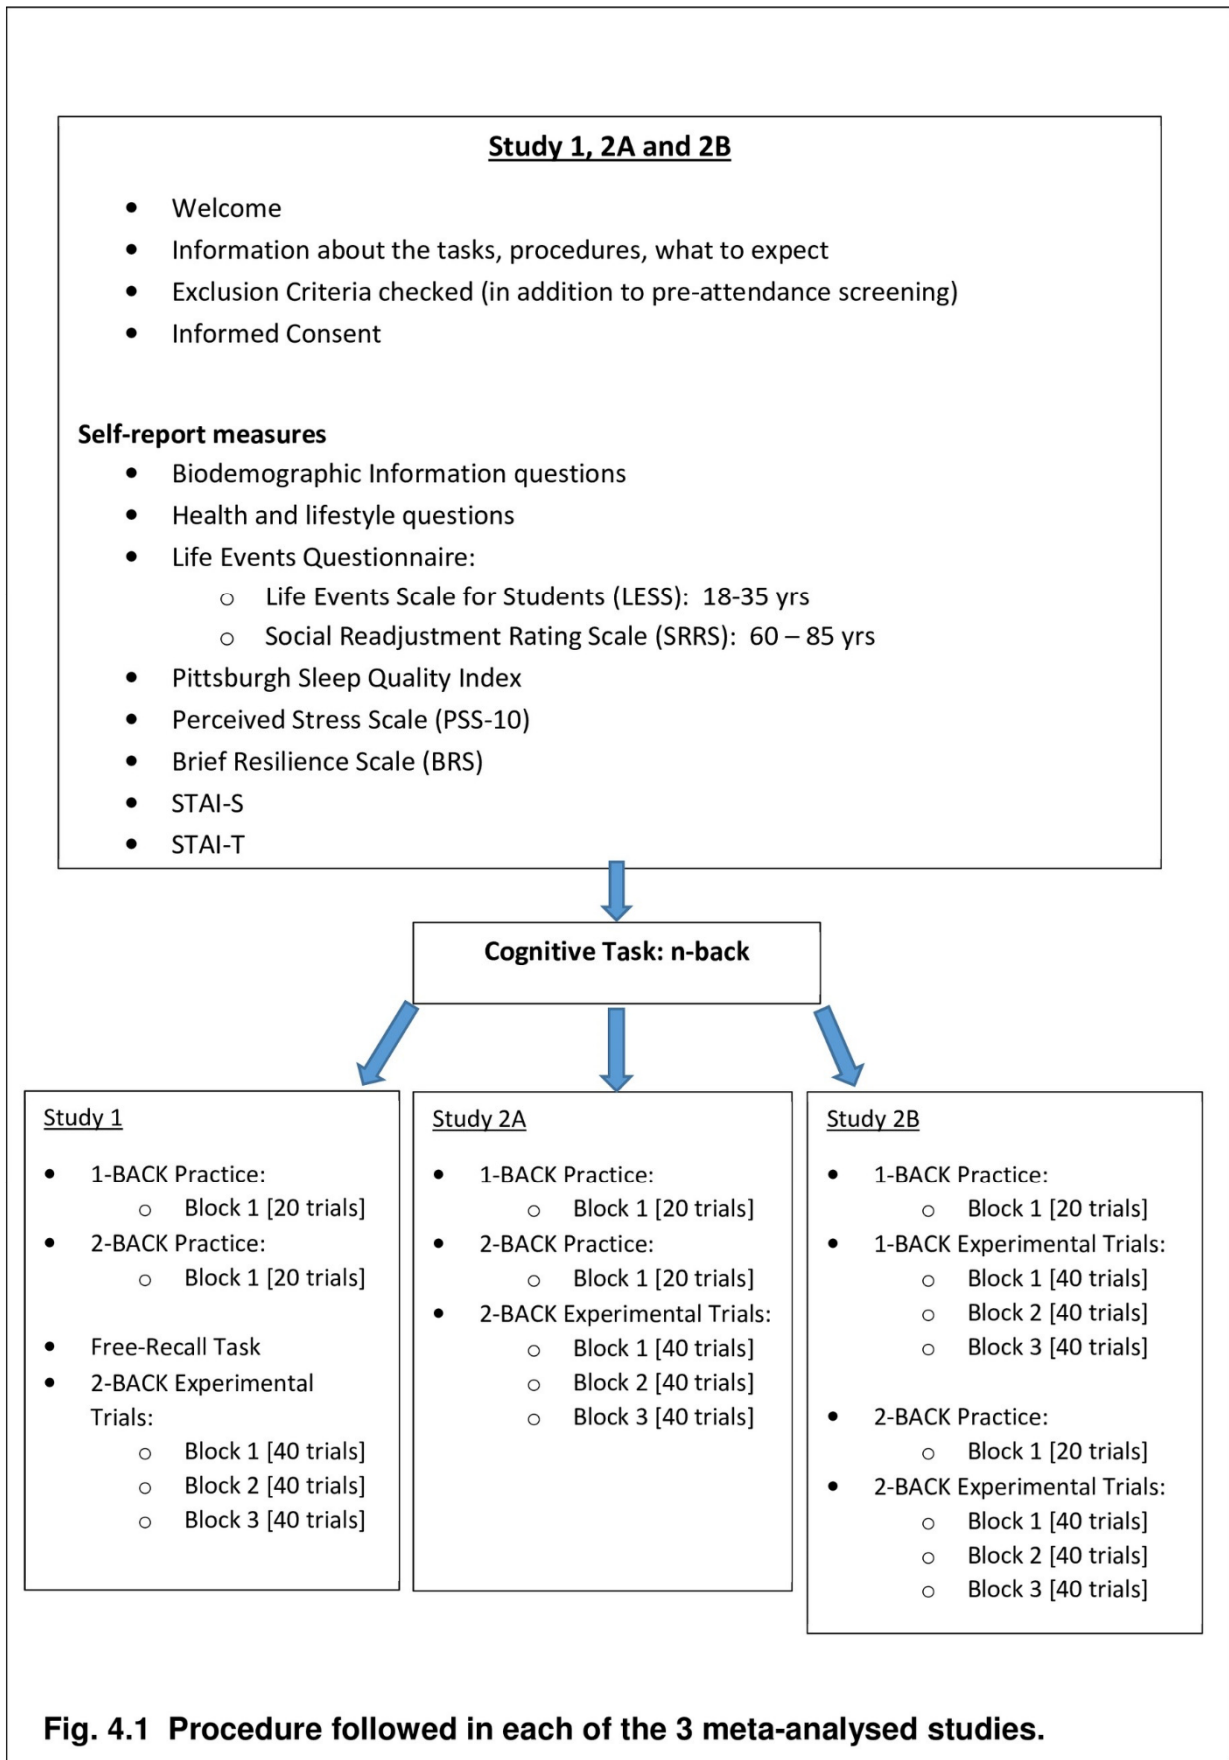 Study 1, 2A and 2B
• Welcome
• Information about the tasks, procedures, what to expect
• Exclusion Criteria checked (in addition to pre-attendance screening)
• Informed Consent
Self-report measures
• Biodemographic Information questions
• Health and lifestyle questions
• Life Events Questionnaire:
o Life Events Scale for Students (LESS): 18-35 yrs
o Social Readjustment Rating Scale (SRRS): 60 – 85 yrs
• Pittsburgh Sleep Quality Index
• Perceived Stress Scale (PSS-10)
• Brief Resilience Scale (BRS)
• STAI-S
• STAI-T
Cognitive Task: n-back
Study 1
• 1-BACK Practice:
o Block 1 [20 trials]
• 2-BACK Practice:
o Block 1 [20 trials]
• Free-Recall Task
• 2-BACK Experimental
Trials:
o Block 1 [40 trials]
o Block 2 [40 trials]
o Block 3 [40 trials]
Study 2A
• 1-BACK Practice:
o Block 1 [20 trials]
• 2-BACK Practice:
o Block 1 [20 trials]
• 2-BACK Experimental Trials:
o Block 1 [40 trials]
o Block 2 [40 trials]
o Block 3 [40 trials]
Study 2B
• 1-BACK Practice:
o Block 1 [20 trials]
• 1-BACK Experimental Trials:
o Block 1 [40 trials]
o Block 2 [40 trials]
o Block 3 [40 trials]
• 2-BACK Practice:
o Block 1 [20 trials]
• 2-BACK Experimental Trials:
o Block 1 [40 trials]
o Block 2 [40 trials]
o Block 3 [40 trials]
Fig. 4.1 Procedure followed in each of the 3 meta-analysed studies.